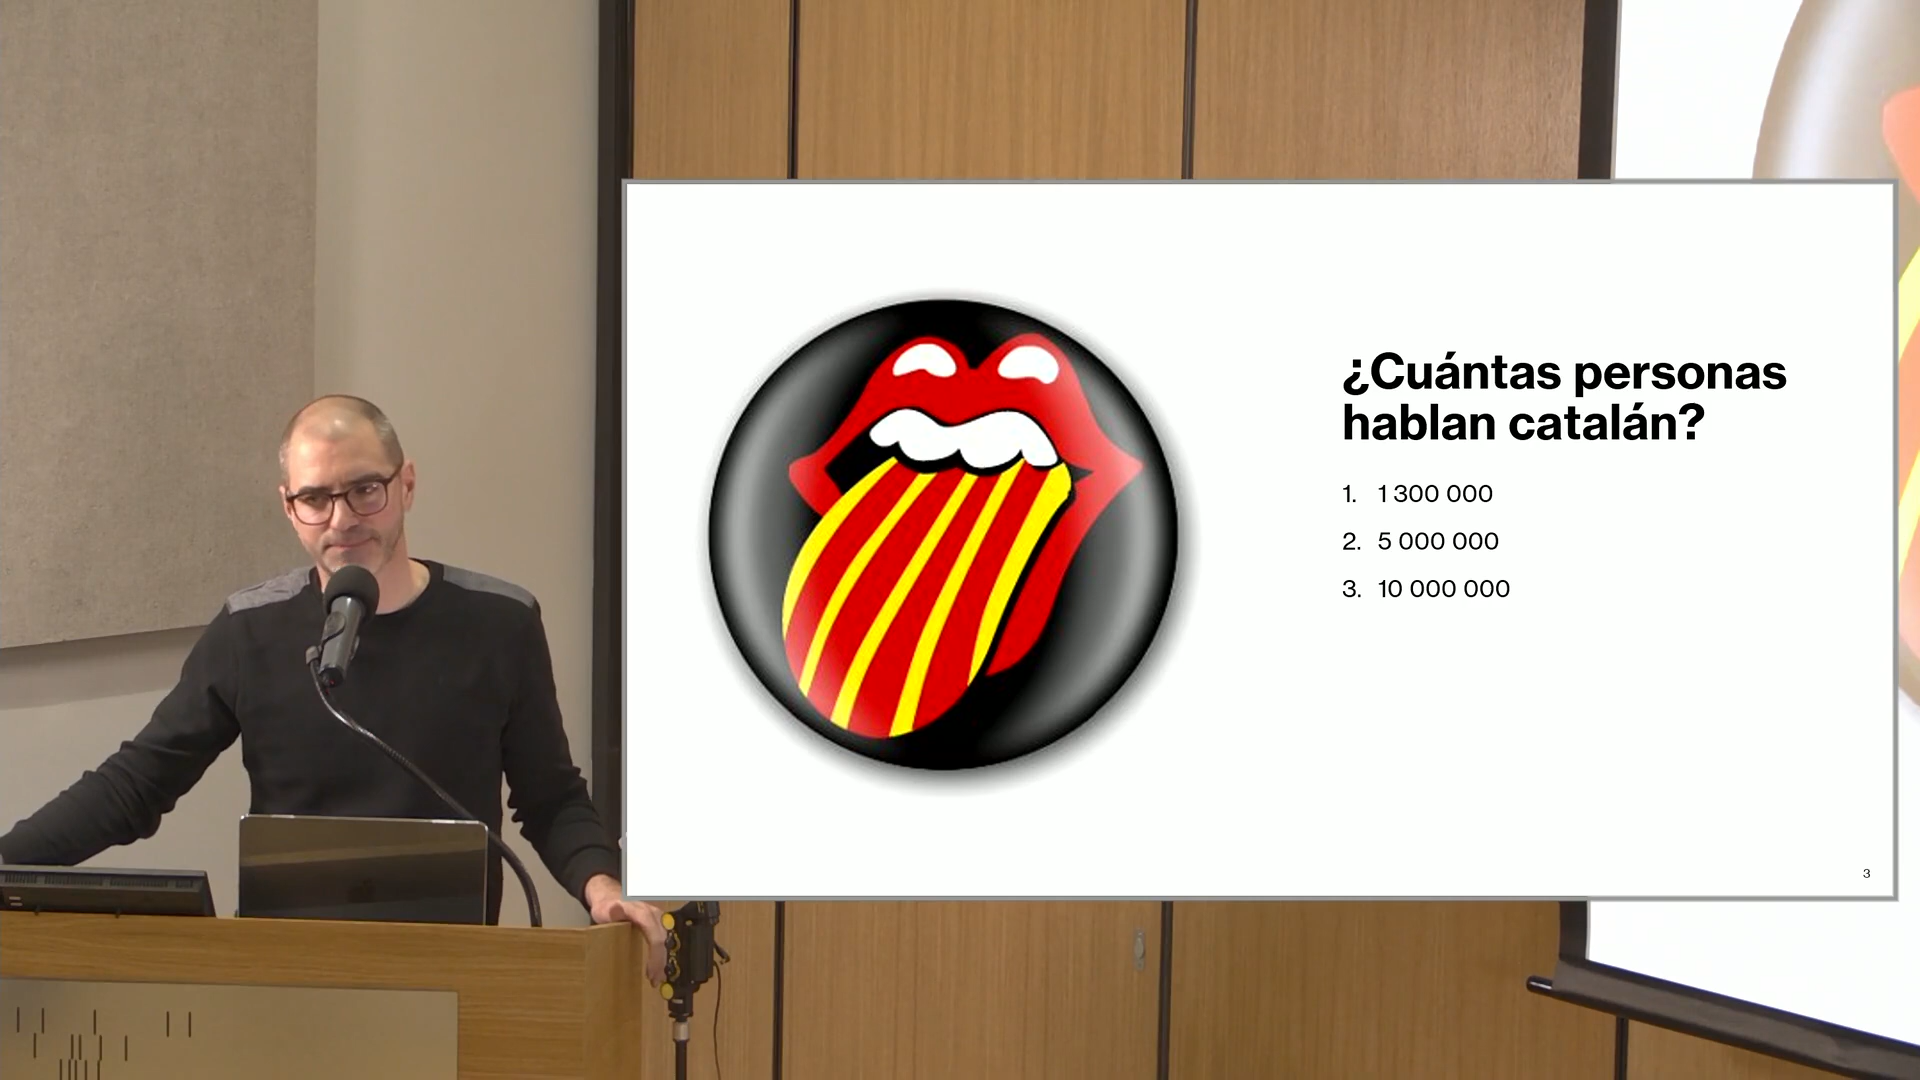 ¿Cuántas personas
hablan catalán?
1. 1 300 000
2. 5 000 000
3. 10 000 000
3